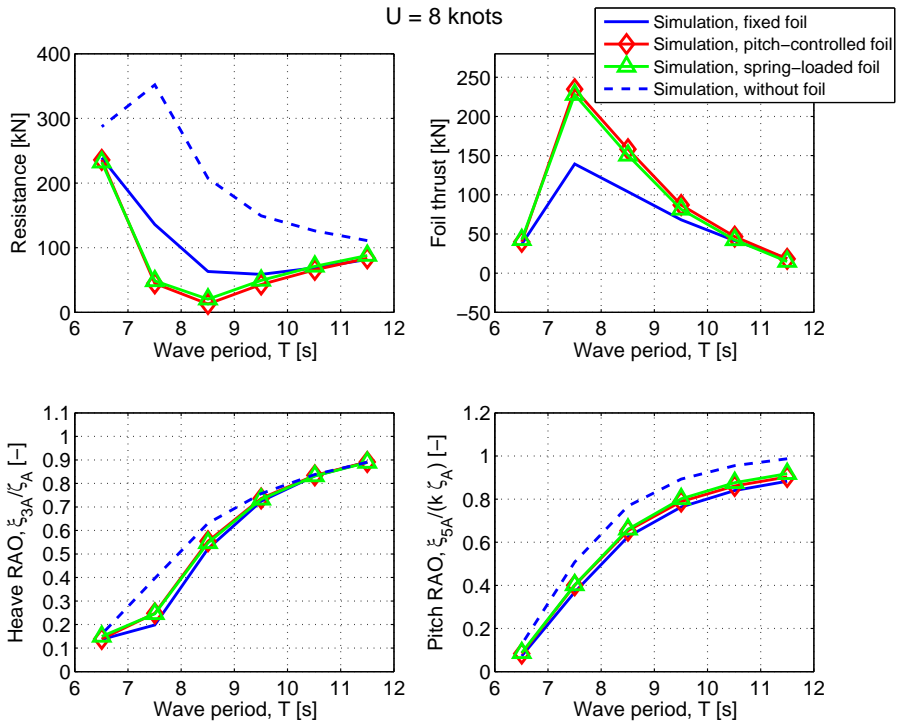 U = 8 knots
Simulation, fixed foil
Simulation, pitch−controlled foil
Simulation, spring−loaded foil
Simulation, without foil
Resistance [kN]
400
300
200
100
0
6 7 8 9 10 11 12
Wave period, T [s]
Foil thrust [kN]
250
200
150
100
50
0
−50
6 7 8 9 10 11 12
Wave period, T [s]
Heave RAO, ξ3A/ζA [−]
1.1
1
0.9
0.8
0.7
0.6
0.5
0.4
0.3
0.2
0.1
0
6 7 8 9 10 11 12
Wave period, T [s]
Pitch RAO, ξ5A/(k ζA) [−]
1.2
1
0.8
0.6
0.4
0.2
0
6 7 8 9 10 11 12
Wave period, T [s]